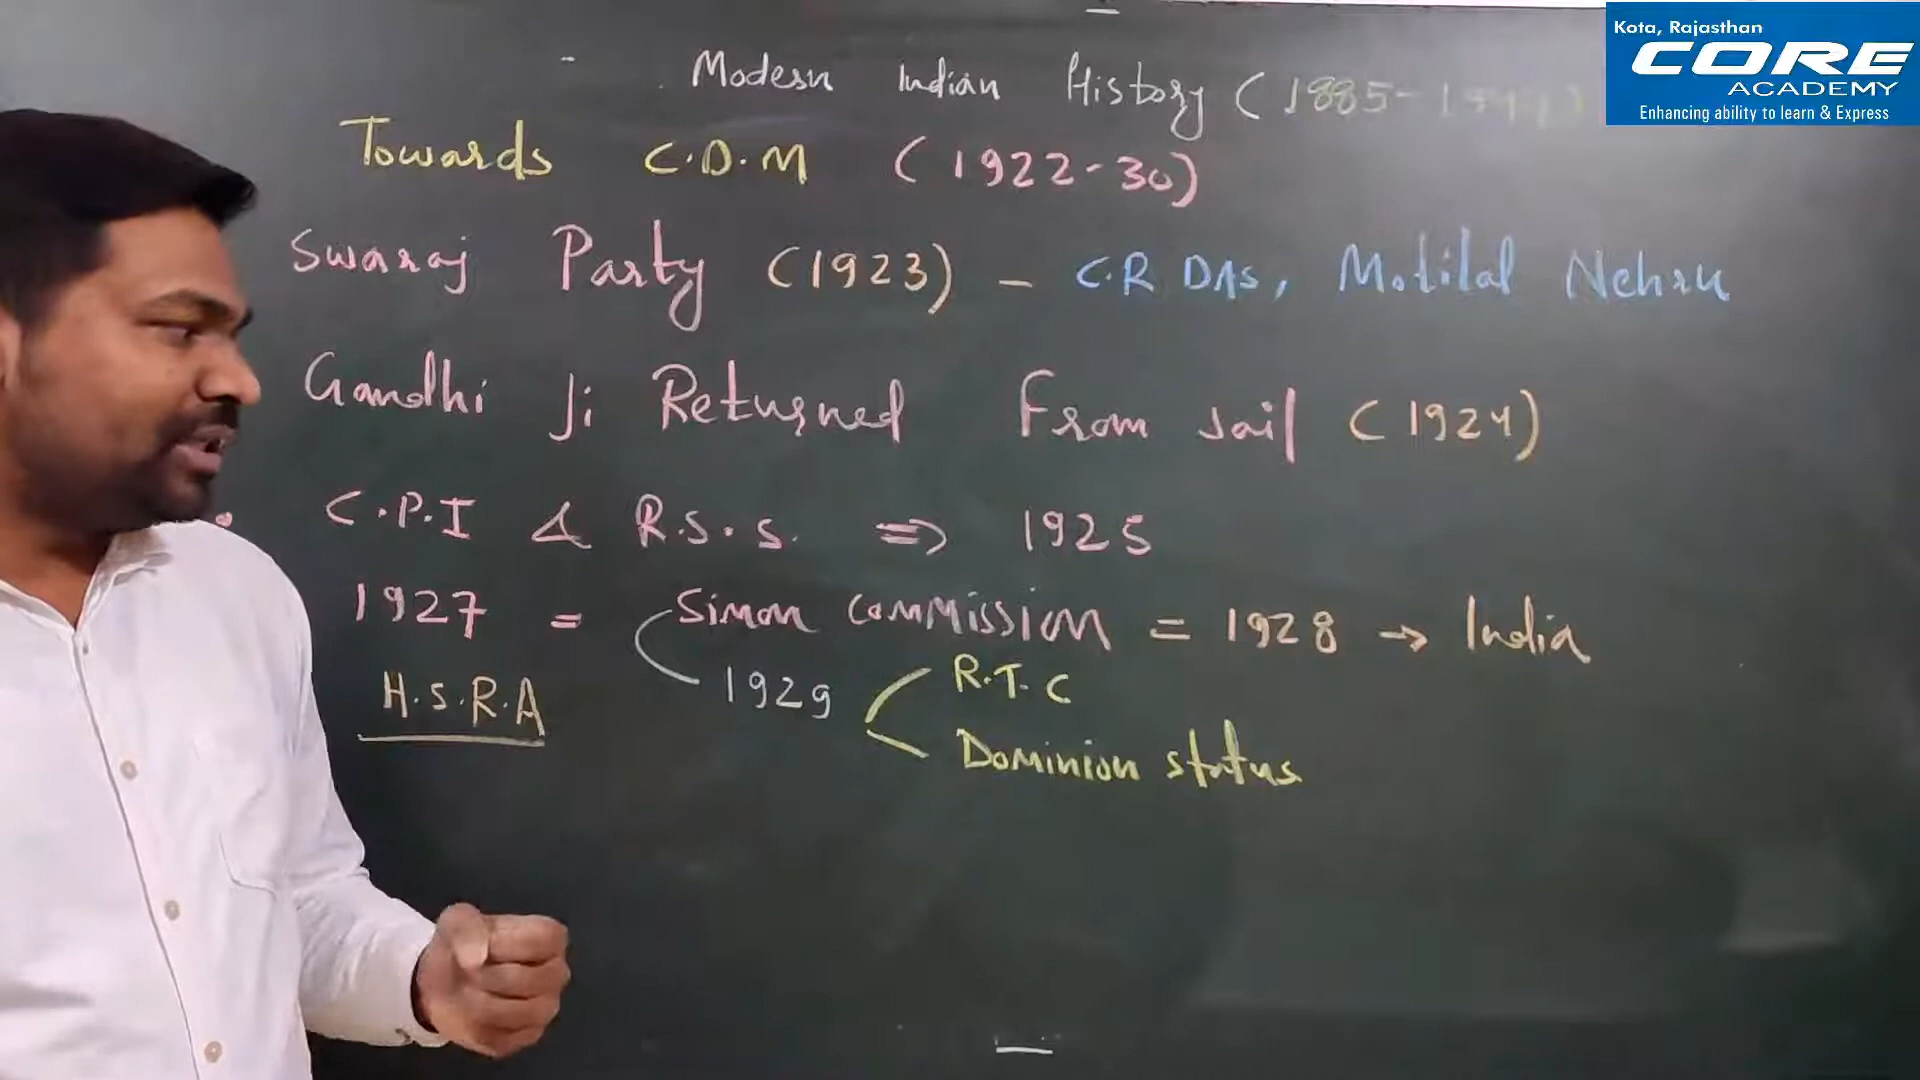 Kota, Rajasthan
CORE
ACADEMY
Enhancing ability to learn & Express
Modern Indian History (1885-1947)
Towards C.D.M (1922-30)
Swaraj Party (1923) - C.R DAS, Motilal Nehru
Gandhi Ji Returned From Jail (1924)
C.P.I & R.S.S. ⇒ 1925
1927 = Simon Commission = 1928 → India
H.S.R.A 1929 R.T.C
Dominion status